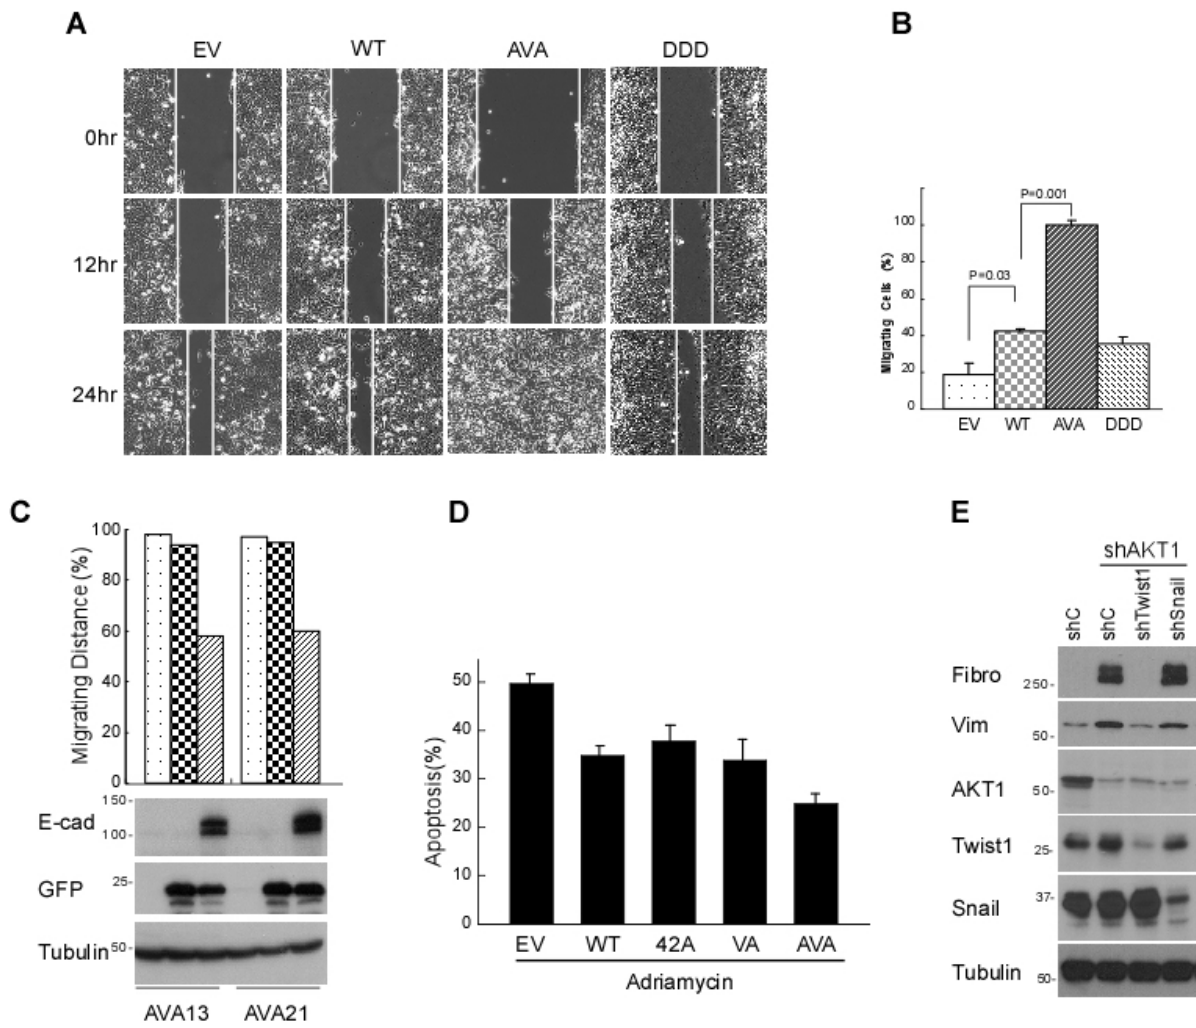 A
EV WT AVA DDD
0hr
12hr
24hr
B
Migrating Cells (%)
100
80
60
40
20
0
P=0.001
P=0.03
EV WT AVA DDD
C
Migrating Distance (%)
100
80
60
40
20
0
E-cad
150-
100-
GFP
25-
Tubulin
50-
AVA13 AVA21
D
Apoptosis(%)
50
40
30
20
10
0
EV WT 42A VA AVA
Adriamycin
E
shAKT1
shC shC shTwist1 shSnail
Fibro
250-
Vim
50-
AKT1
50-
Twist1
25-
Snail
37-
Tubulin
50-